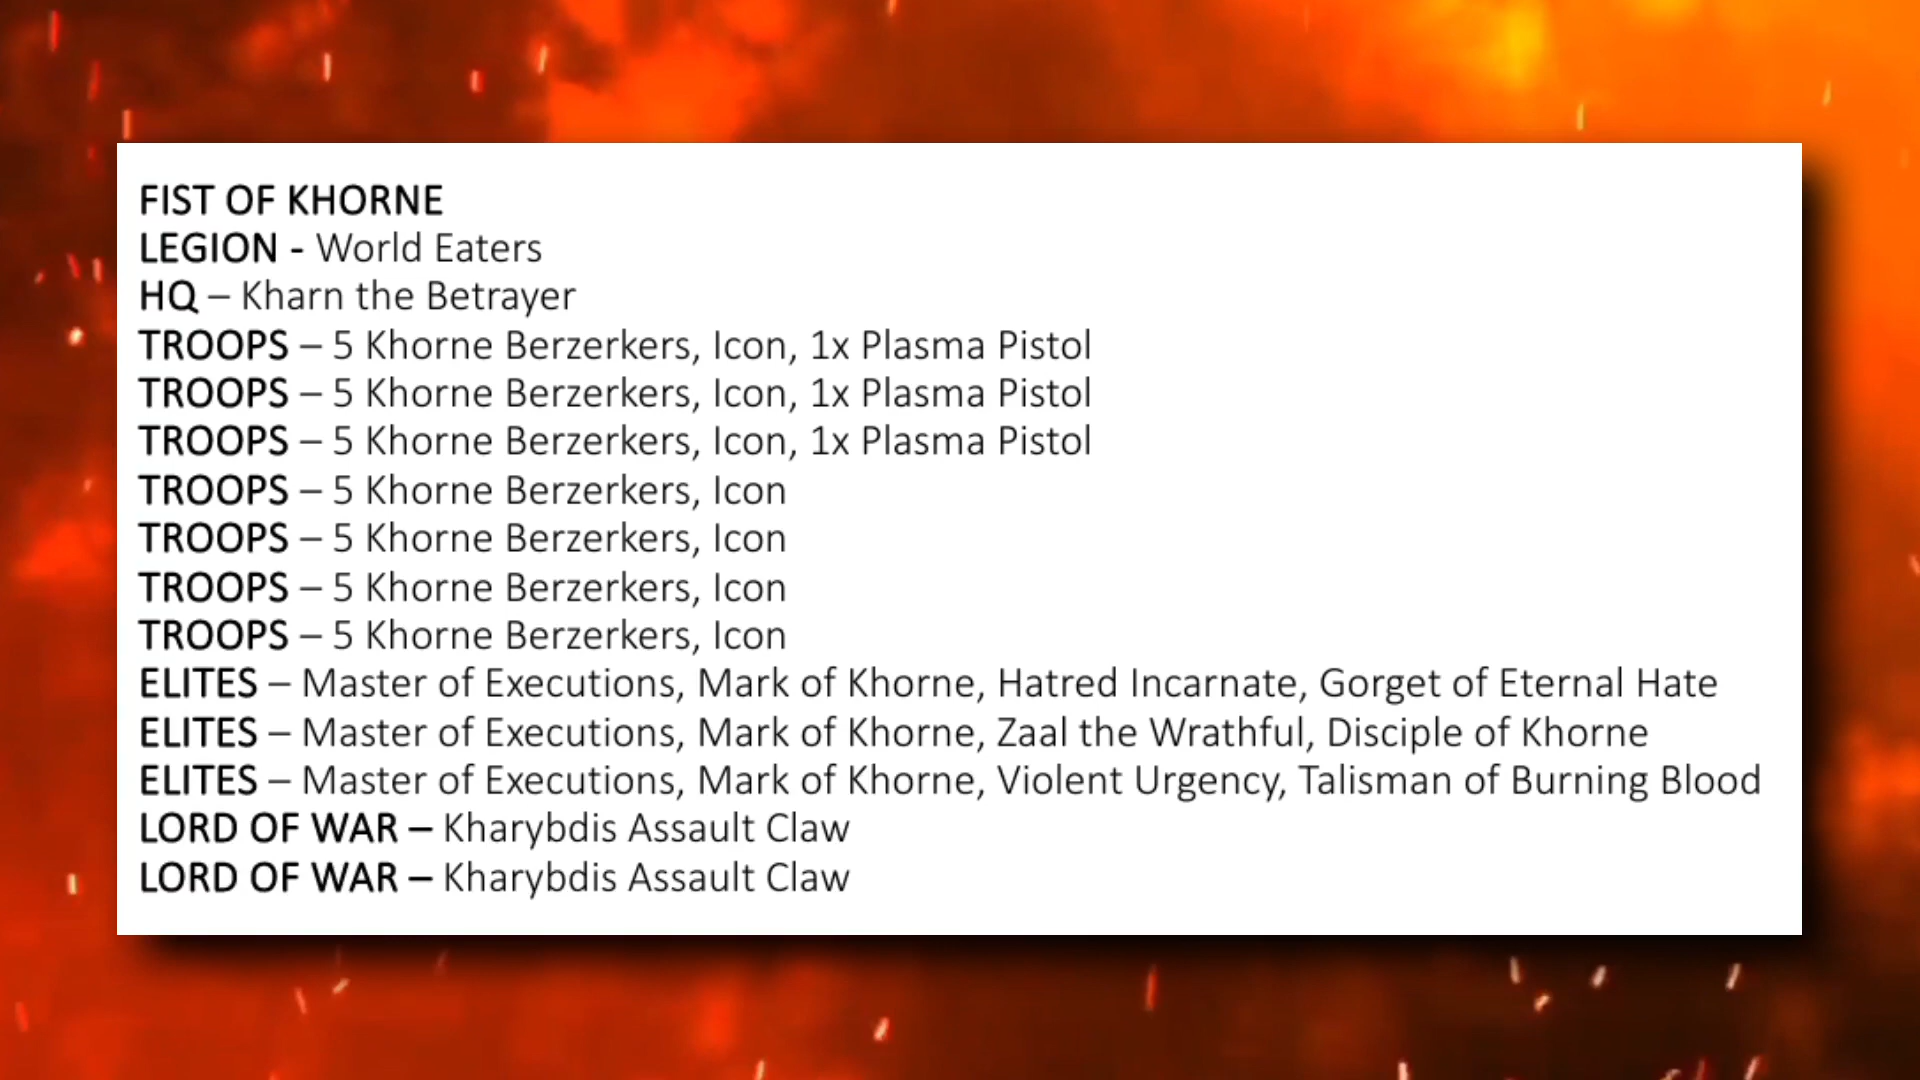 FIST OF KHORNE
LEGION - World Eaters
HQ – Kharn the Betrayer
TROOPS – 5 Khorne Berzerkers, Icon, 1x Plasma Pistol
TROOPS – 5 Khorne Berzerkers, Icon, 1x Plasma Pistol
TROOPS – 5 Khorne Berzerkers, Icon, 1x Plasma Pistol
TROOPS – 5 Khorne Berzerkers, Icon
TROOPS – 5 Khorne Berzerkers, Icon
TROOPS – 5 Khorne Berzerkers, Icon
TROOPS – 5 Khorne Berzerkers, Icon
ELITES – Master of Executions, Mark of Khorne, Hatred Incarnate, Gorget of Eternal Hate
ELITES – Master of Executions, Mark of Khorne, Zaal the Wrathful, Disciple of Khorne
ELITES – Master of Executions, Mark of Khorne, Violent Urgency, Talisman of Burning Blood
LORD OF WAR – Kharybdis Assault Claw
LORD OF WAR – Kharybdis Assault Claw